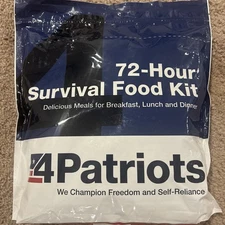 72-Hour
Survival Food Kit
Delicious Meals for Breakfast, Lunch and Dinner
4Patriots
We Champion Freedom and Self-Reliance